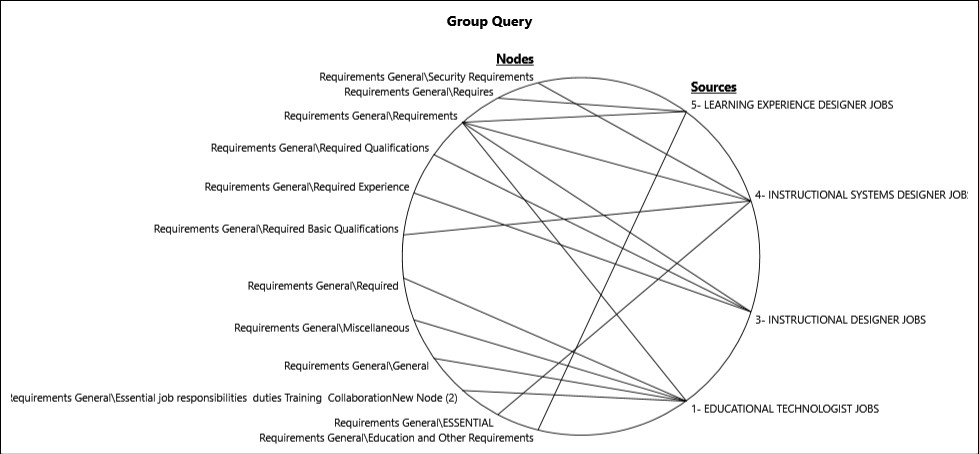 Group Query
Nodes
Requirements General\Security Requirements
Requirements General\Requires
Requirements General\Requirements
Requirements General\Required Qualifications
Requirements General\Required Experience
Requirements General\Required Basic Qualifications
Requirements General\Required
Requirements General\Miscellaneous
Requirements General\General
equirements General\Essential job responsibilities  duties Training  CollaborationNew Node (2)
Requirements General\ESSENTIAL
Requirements General\Education and Other Requirements
Sources
5- LEARNING EXPERIENCE DESIGNER JOBS
4- INSTRUCTIONAL SYSTEMS DESIGNER JOBS
3- INSTRUCTIONAL DESIGNER JOBS
1- EDUCATIONAL TECHNOLOGIST JOBS